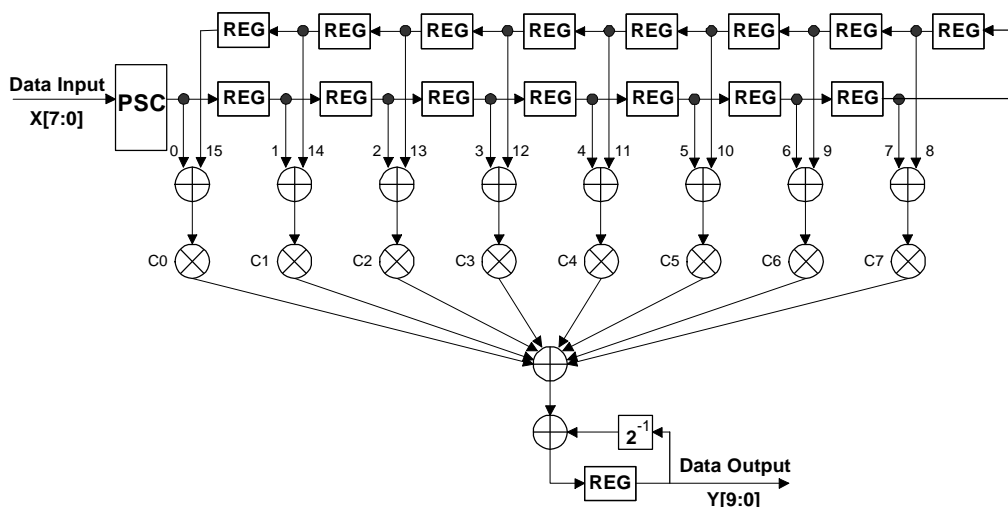 REG REG REG REG REG REG REG REG
Data Input
X[7:0]
PSC
REG REG REG REG REG REG REG
0 15 1 14 2 13 3 12 4 11 5 10 6 9 7 8
C0 C1 C2 C3 C4 C5 C6 C7
2⁻¹
REG
Data Output
Y[9:0]